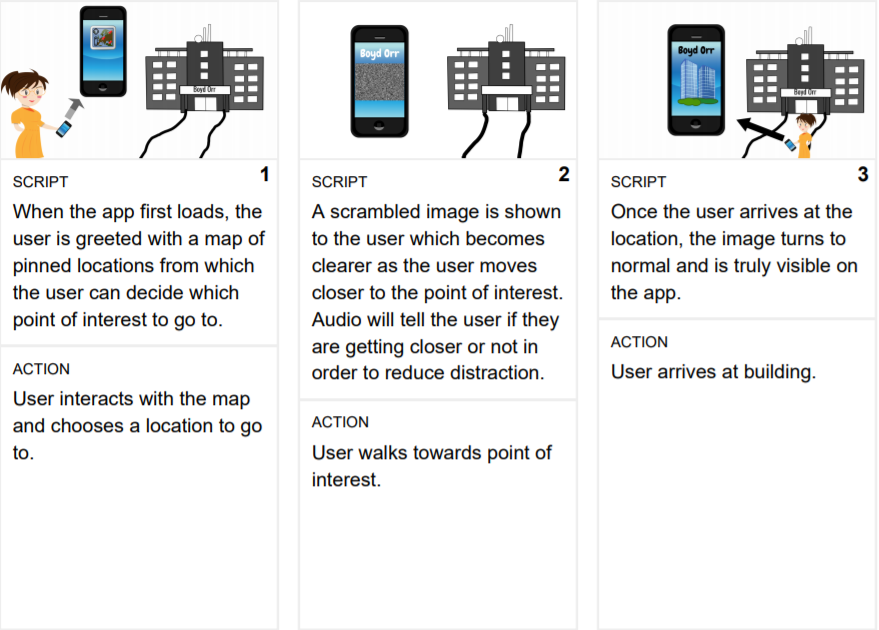 Boyd Orr
1
SCRIPT
When the app first loads, the
user is greeted with a map of
pinned locations from which
the user can decide which
point of interest to go to.
ACTION
User interacts with the map
and chooses a location to go
to.
Boyd Orr
2
SCRIPT
A scrambled image is shown
to the user which becomes
clearer as the user moves
closer to the point of interest.
Audio will tell the user if they
are getting closer or not in
order to reduce distraction.
ACTION
User walks towards point of
interest.
Boyd Orr
Boyd Orr
3
SCRIPT
Once the user arrives at the
location, the image turns to
normal and is truly visible on
the app.
ACTION
User arrives at building.